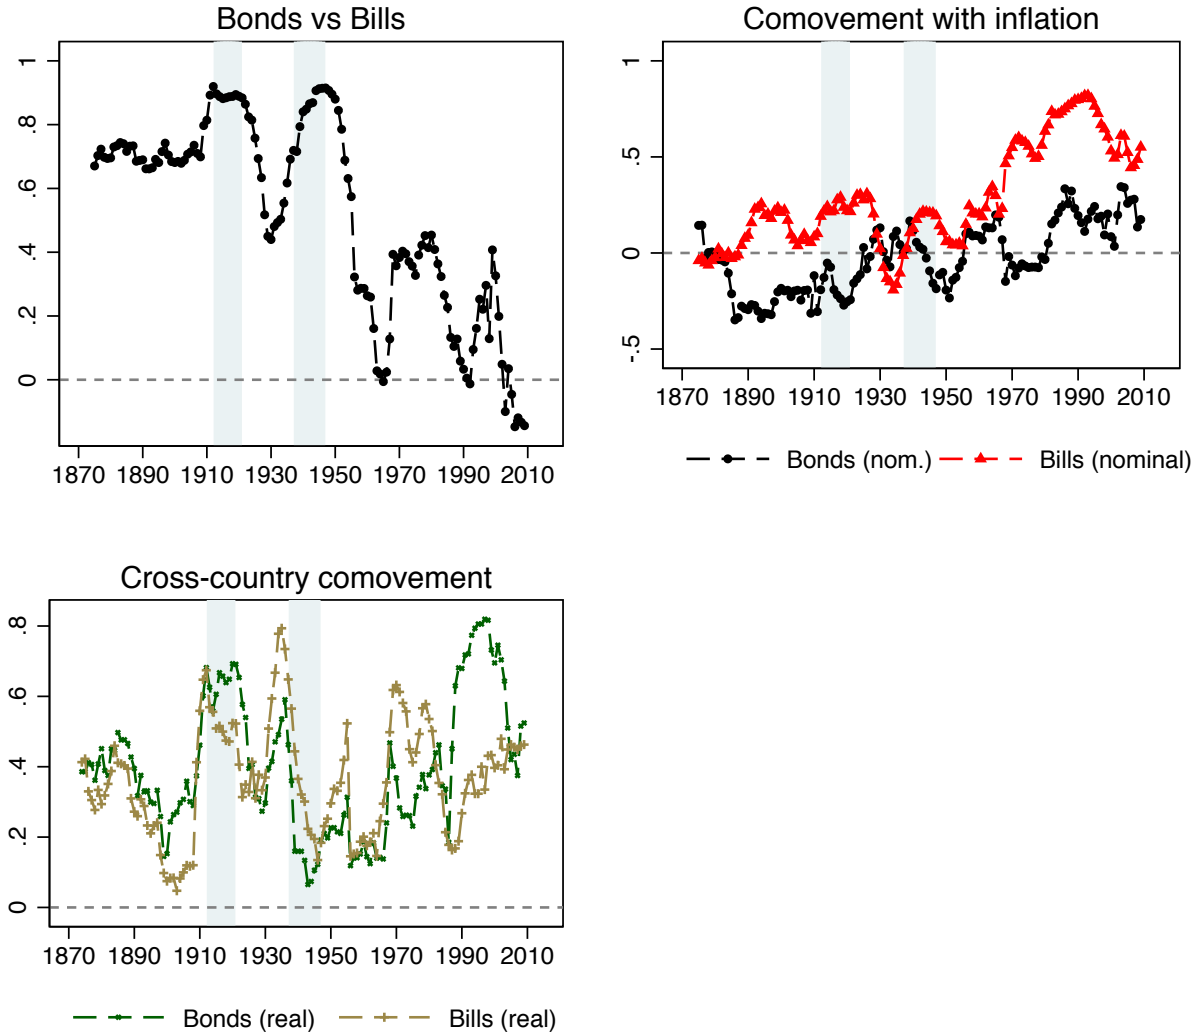 Bonds vs Bills
1
.8
.6
.4
.2
0
1870 1890 1910 1930 1950 1970 1990 2010
Comovement with inflation
1
.5
0
-.5
1870 1890 1910 1930 1950 1970 1990 2010
Bonds (nom.) Bills (nominal)
Cross-country comovement
.8
.6
.4
.2
0
1870 1890 1910 1930 1950 1970 1990 2010
Bonds (real) Bills (real)